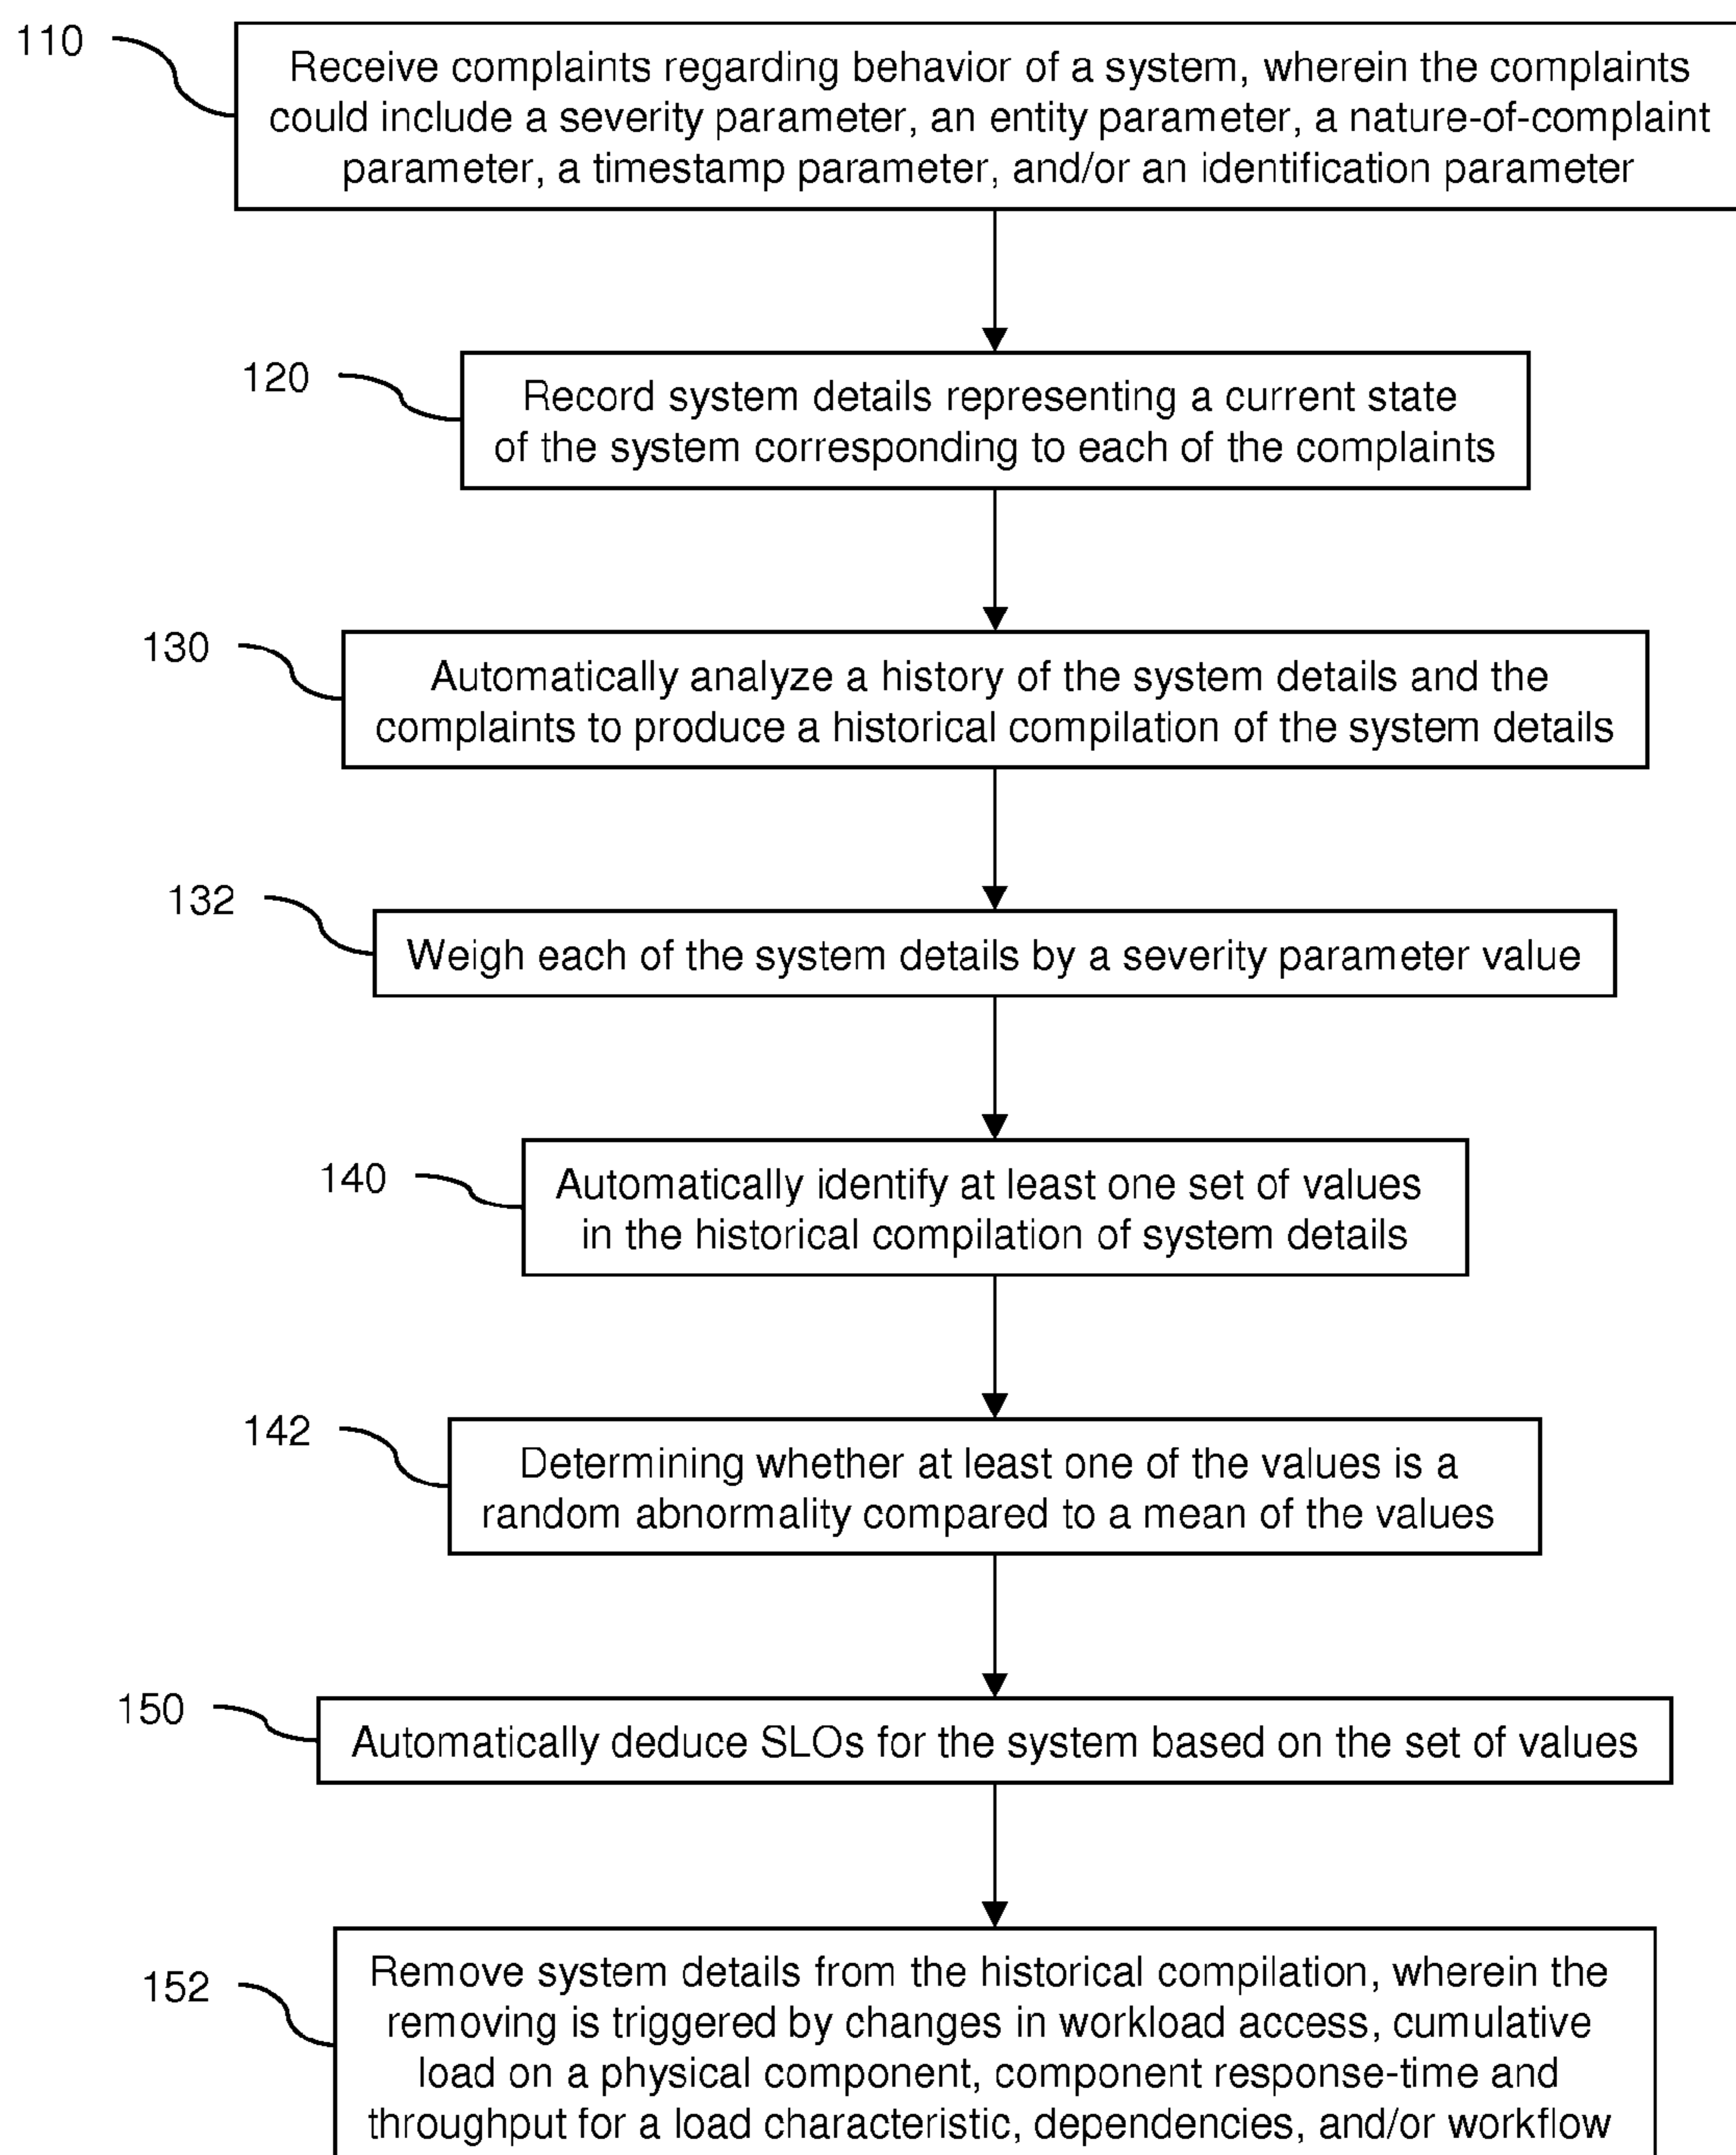 110
Receive complaints regarding behavior of a system, wherein the complaints
could include a severity parameter, an entity parameter, a nature-of-complaint
parameter, a timestamp parameter, and/or an identification parameter
120
Record system details representing a current state
of the system corresponding to each of the complaints
130
Automatically analyze a history of the system details and the
complaints to produce a historical compilation of the system details
132
Weigh each of the system details by a severity parameter value
140
Automatically identify at least one set of values
in the historical compilation of system details
142
Determining whether at least one of the values is a
random abnormality compared to a mean of the values
150
Automatically deduce SLOs for the system based on the set of values
152
Remove system details from the historical compilation, wherein the
removing is triggered by changes in workload access, cumulative
load on a physical component, component response-time and
throughput for a load characteristic, dependencies, and/or workflow